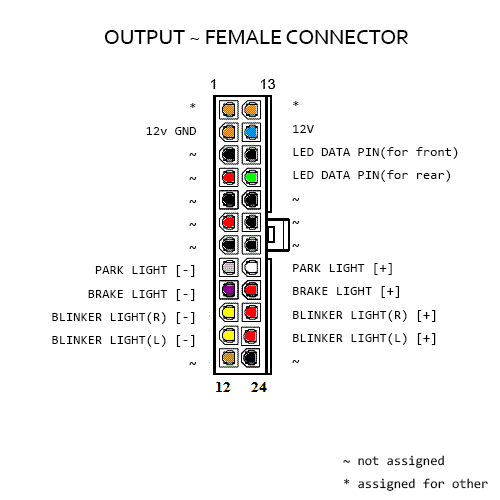 OUTPUT ~ FEMALE CONNECTOR
1 13
* *
12v GND 12V
~ LED DATA PIN(for front)
~ LED DATA PIN(for rear)
~ ~
~ ~
~ ~
PARK LIGHT [-] PARK LIGHT [+]
BRAKE LIGHT [-] BRAKE LIGHT [+]
BLINKER LIGHT(R) [-] BLINKER LIGHT(R) [+]
BLINKER LIGHT(L) [-] BLINKER LIGHT(L) [+]
~ ~
12 24
~ not assigned
* assigned for other